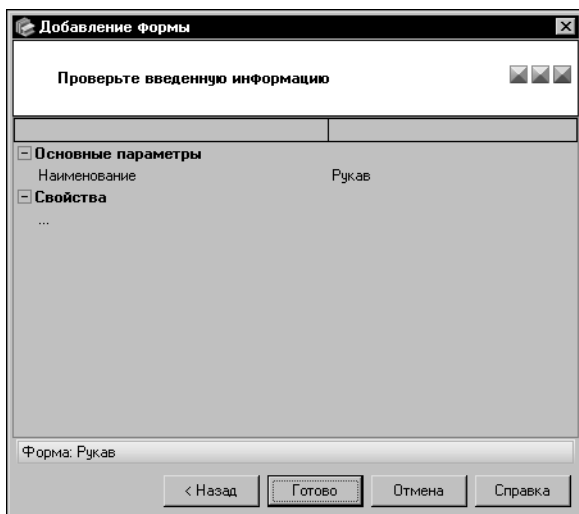 Добавление формы
Проверьте введенную информацию
Основные параметры
Наименование Рукав
Свойства
...
Форма: Рукав
< Назад Готово Отмена Справка